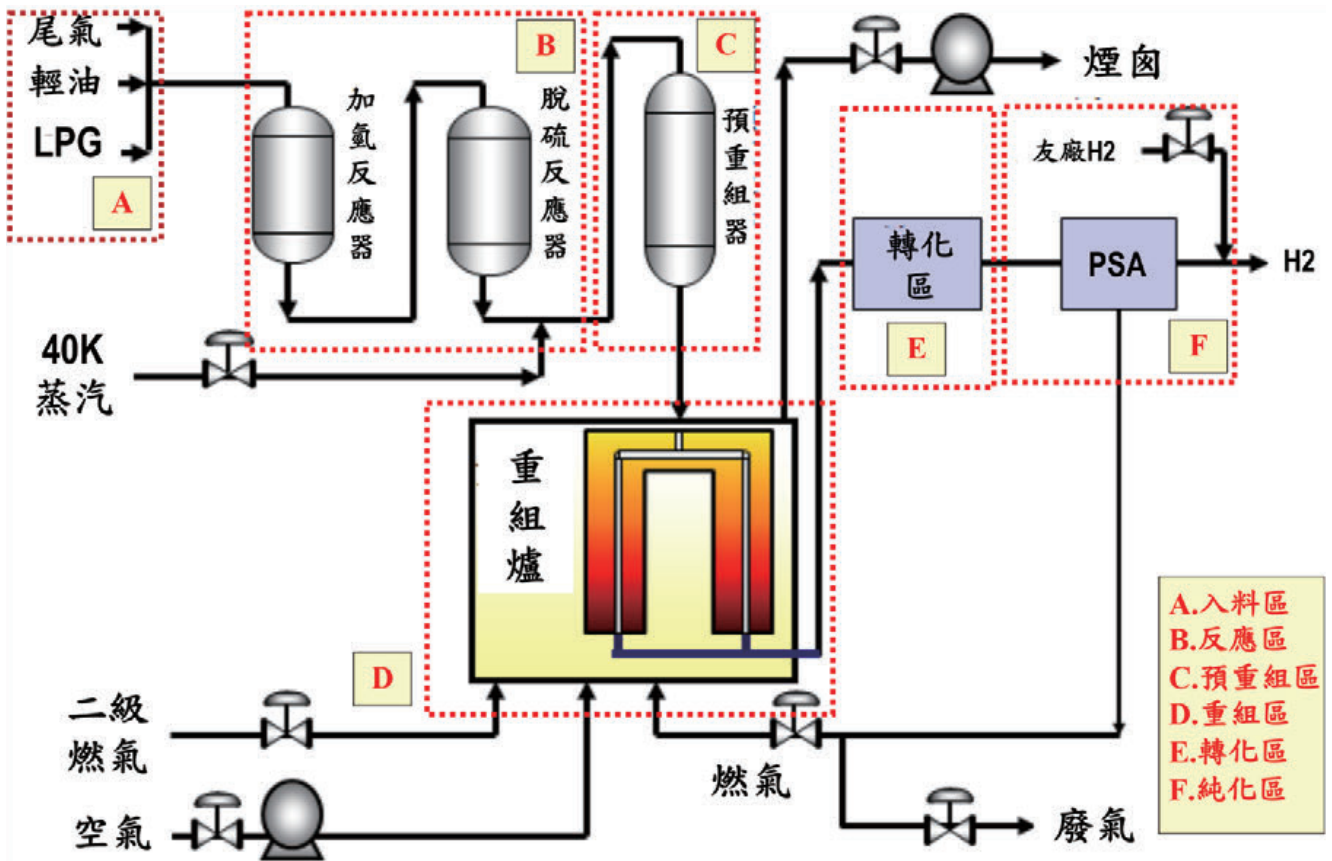 尾氣
輕油
LPG
A
加氫反應器
B
脫硫反應器
C
預重組器
煙囪
友廠H2
轉化
區
PSA
H2
E
F
40K
蒸汽
重組爐
D
二級
燃氣
空氣
燃氣
廢氣
A.入料區
B.反應區
C.預重組區
D.重組區
E.轉化區
F.純化區